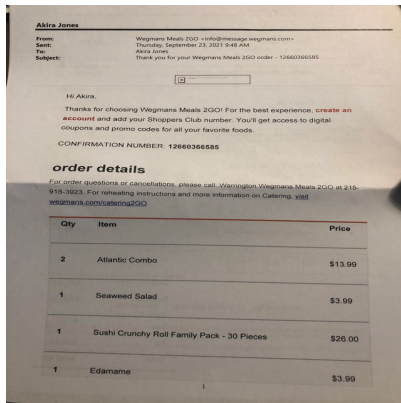 Akira Jones
From: Wegmans Meals 2GO <info@message.wegmans.com>
Sent: Thursday, September 23, 2021 9:46 AM
To: Akira Jones
Subject: Thank you for your Wegmans Meals 2GO order - 12660366585
Hi Akira,
Thanks for choosing Wegmans Meals 2GO! For the best experience, create an
account and add your Shoppers Club number. You'll get access to digital
coupons and promo codes for all your favorite foods.
CONFIRMATION NUMBER: 12660366585
order details
For order questions or cancellations, please call: Warrington Wegmans Meals 2GO at 215-
918-3923. For reheating instructions and more information on Catering, visit
wegmans.com/catering2GO.
Qty Item Price
2 Atlantic Combo $13.99
1 Seaweed Salad $3.99
1 Sushi Crunchy Roll Family Pack - 30 Pieces $26.00
1 Edamame $3.99
1